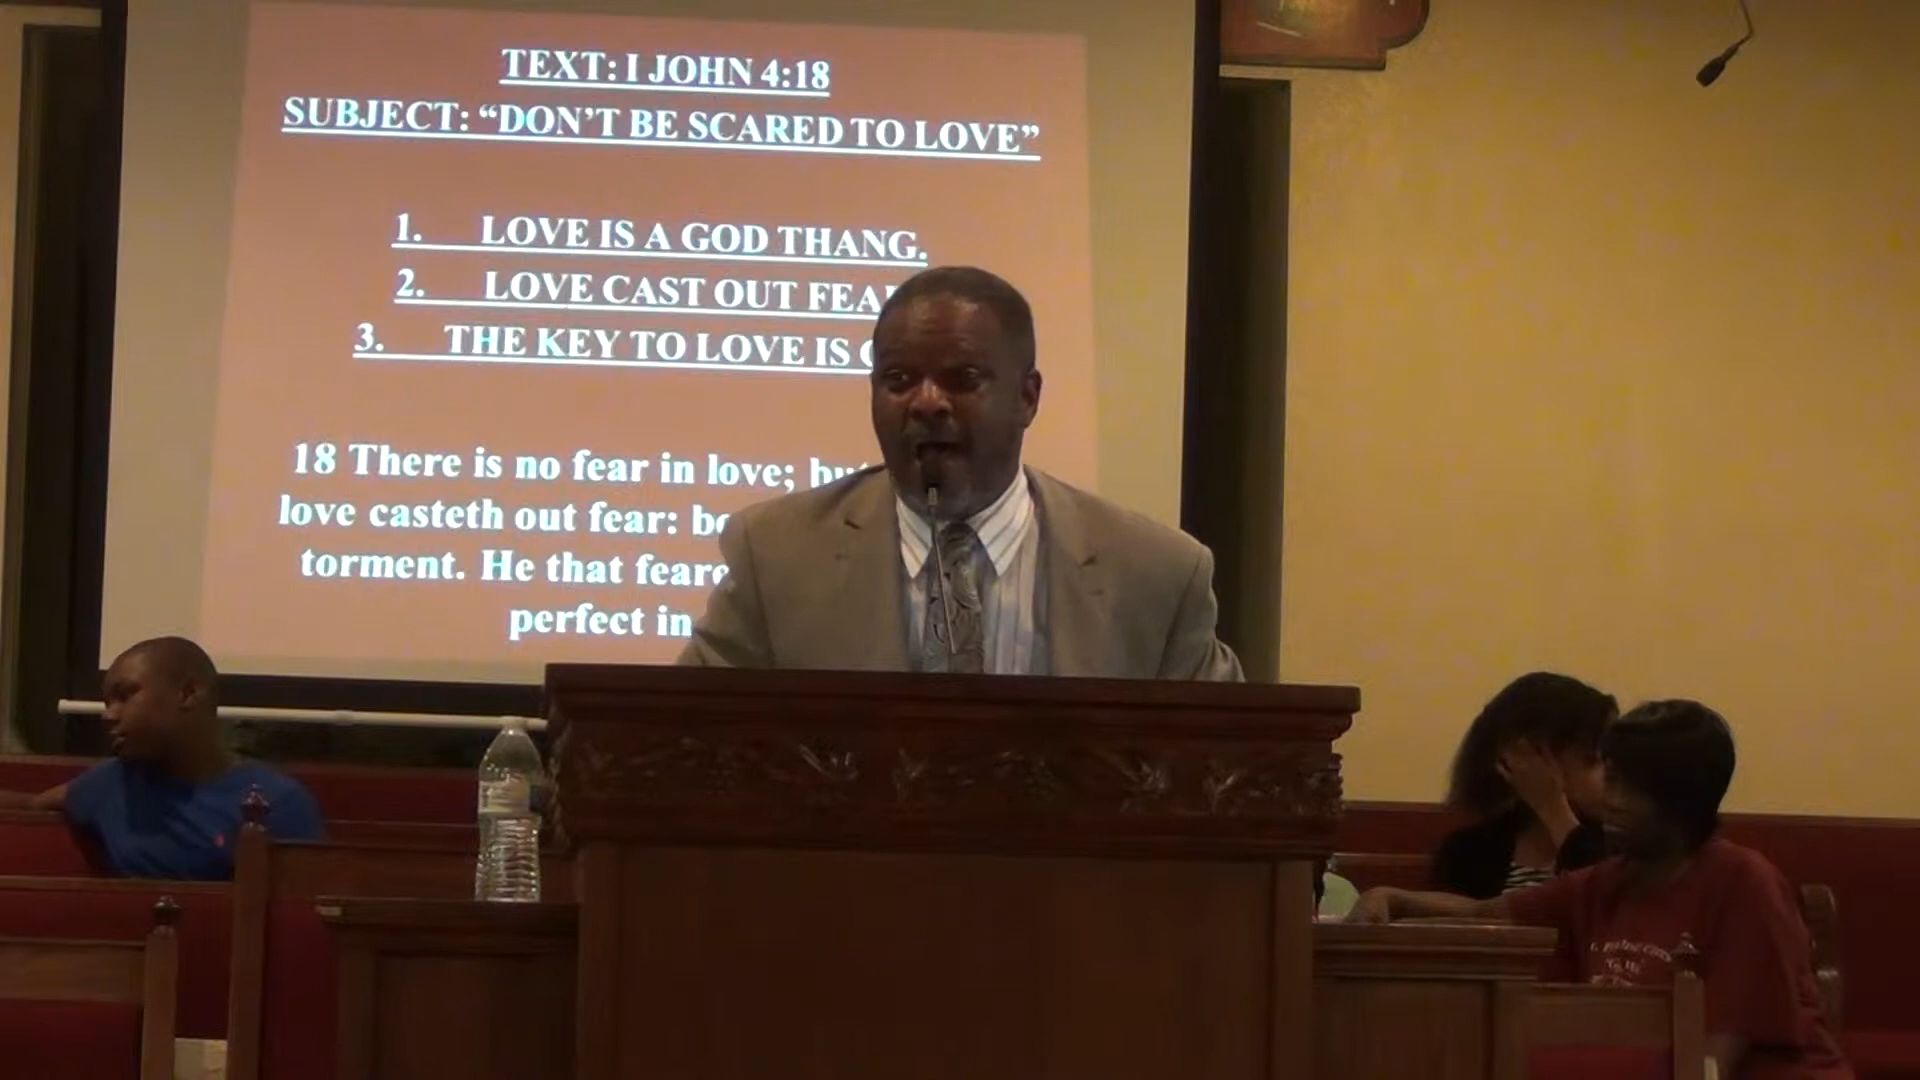 TEXT: I JOHN 4:18
SUBJECT: “DON’T BE SCARED TO LOVE”
1. LOVE IS A GOD THANG.
2. LOVE CAST OUT FEA
3. THE KEY TO LOVE IS
18 There is no fear in love; but
love casteth out fear: be
torment. He that feare
perfect in